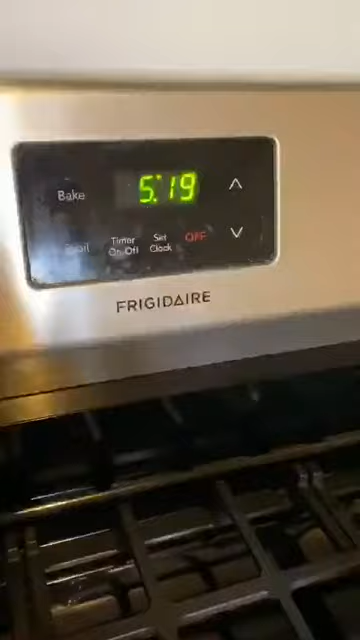 5:19
Bake
Broil
Timer
On-Off
Set
Clock
OFF
FRIGIDAIRE